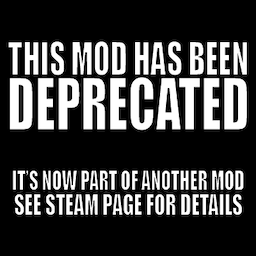 THIS MOD HAS BEEN
DEPRECATED
IT'S NOW PART OF ANOTHER MOD
SEE STEAM PAGE FOR DETAILS